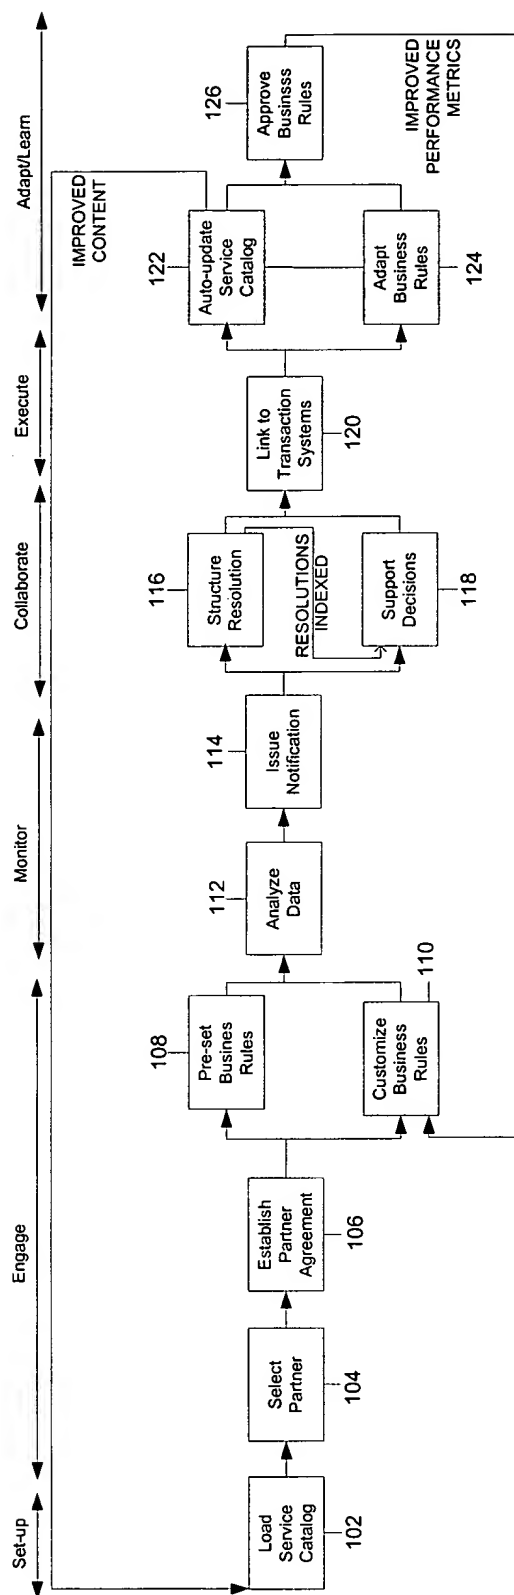 Set-up
Engage
Monitor
Collaborate
Execute
Adapt/Learn
Load
Service
Catalog
102
Select
Partner
104
Establish
Partner
Agreement
106
108
Pre-set
Busines
Rules
Customize
Business
Rules
110
112
Analyze
Data
114
Issue
Notification
116
Structure
Resolution
RESOLUTIONS
INDEXED
Support
Decisions
118
Link to
Transaction
Systems
120
IMPROVED
CONTENT
122
Auto-update
Service
Catalog
Adapt
Business
Rules
124
126
Approve
Businsss
Rules
IMPROVED
PERFORMANCE
METRICS